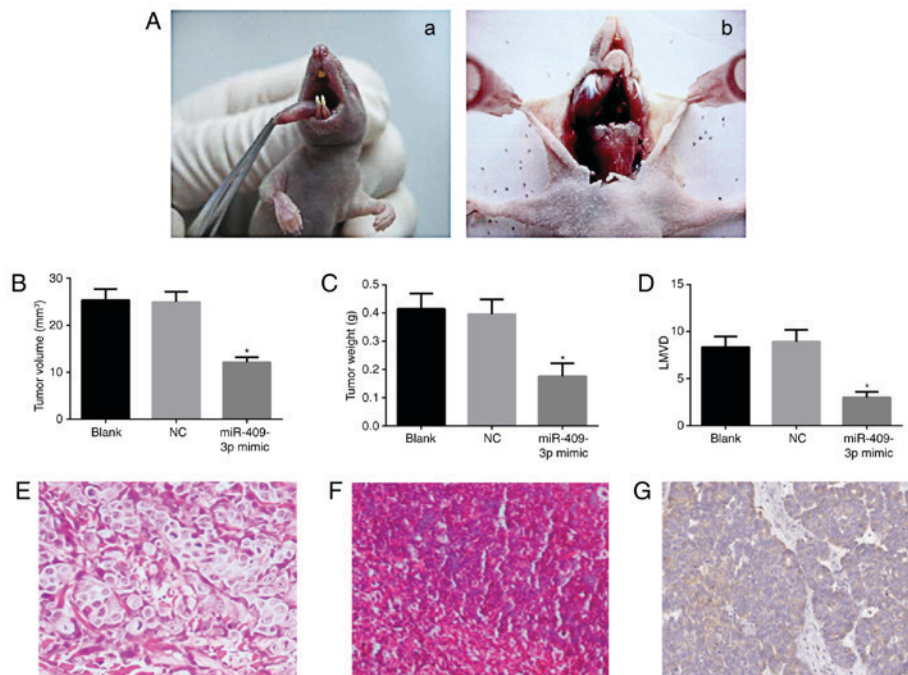 A
a
b
B
Tumor volume (mm³)
30
20
10
0
Blank
NC
miR-409-
3p mimic
*
C
Tumor weight (g)
0.5
0.4
0.3
0.2
0.1
0.0
Blank
NC
miR-409-
3p mimic
*
D
LMVD
15
10
5
0
Blank
NC
miR-409-
3p mimic
*
E
F
G